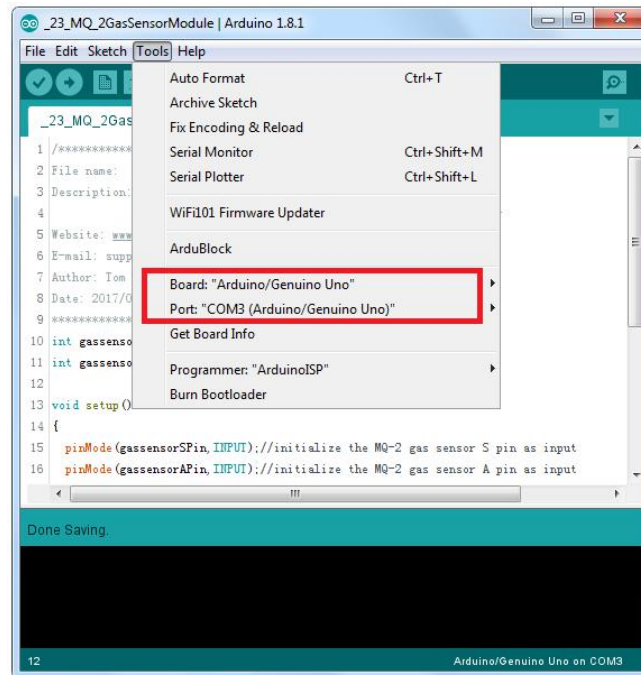 _23_MQ_2GasSensorModule | Arduino 1.8.1
File Edit Sketch Tools Help
Auto Format Ctrl+T
Archive Sketch
Fix Encoding & Reload
Serial Monitor Ctrl+Shift+M
Serial Plotter Ctrl+Shift+L
WiFi101 Firmware Updater
ArduBlock
Board: "Arduino/Genuino Uno"
Port: "COM3 (Arduino/Genuino Uno)"
Get Board Info
Programmer: "ArduinoISP"
Burn Bootloader
_23_MQ_2Gas
1 /***********
2 File name:
3 Description:
4
5 Website: www
6 E-mail: supp
7 Author: Tom
8 Date: 2017/0
9 ************
10 int gassenso
11 int gassenso
12
13 void setup()
14 {
15 pinMode(gassensorSPin,INPUT);//initialize the MQ-2 gas sensor S pin as input
16 pinMode(gassensorAPin,INPUT);//initialize the MQ-2 gas sensor A pin as input
Done Saving.
12 Arduino/Genuino Uno on COM3